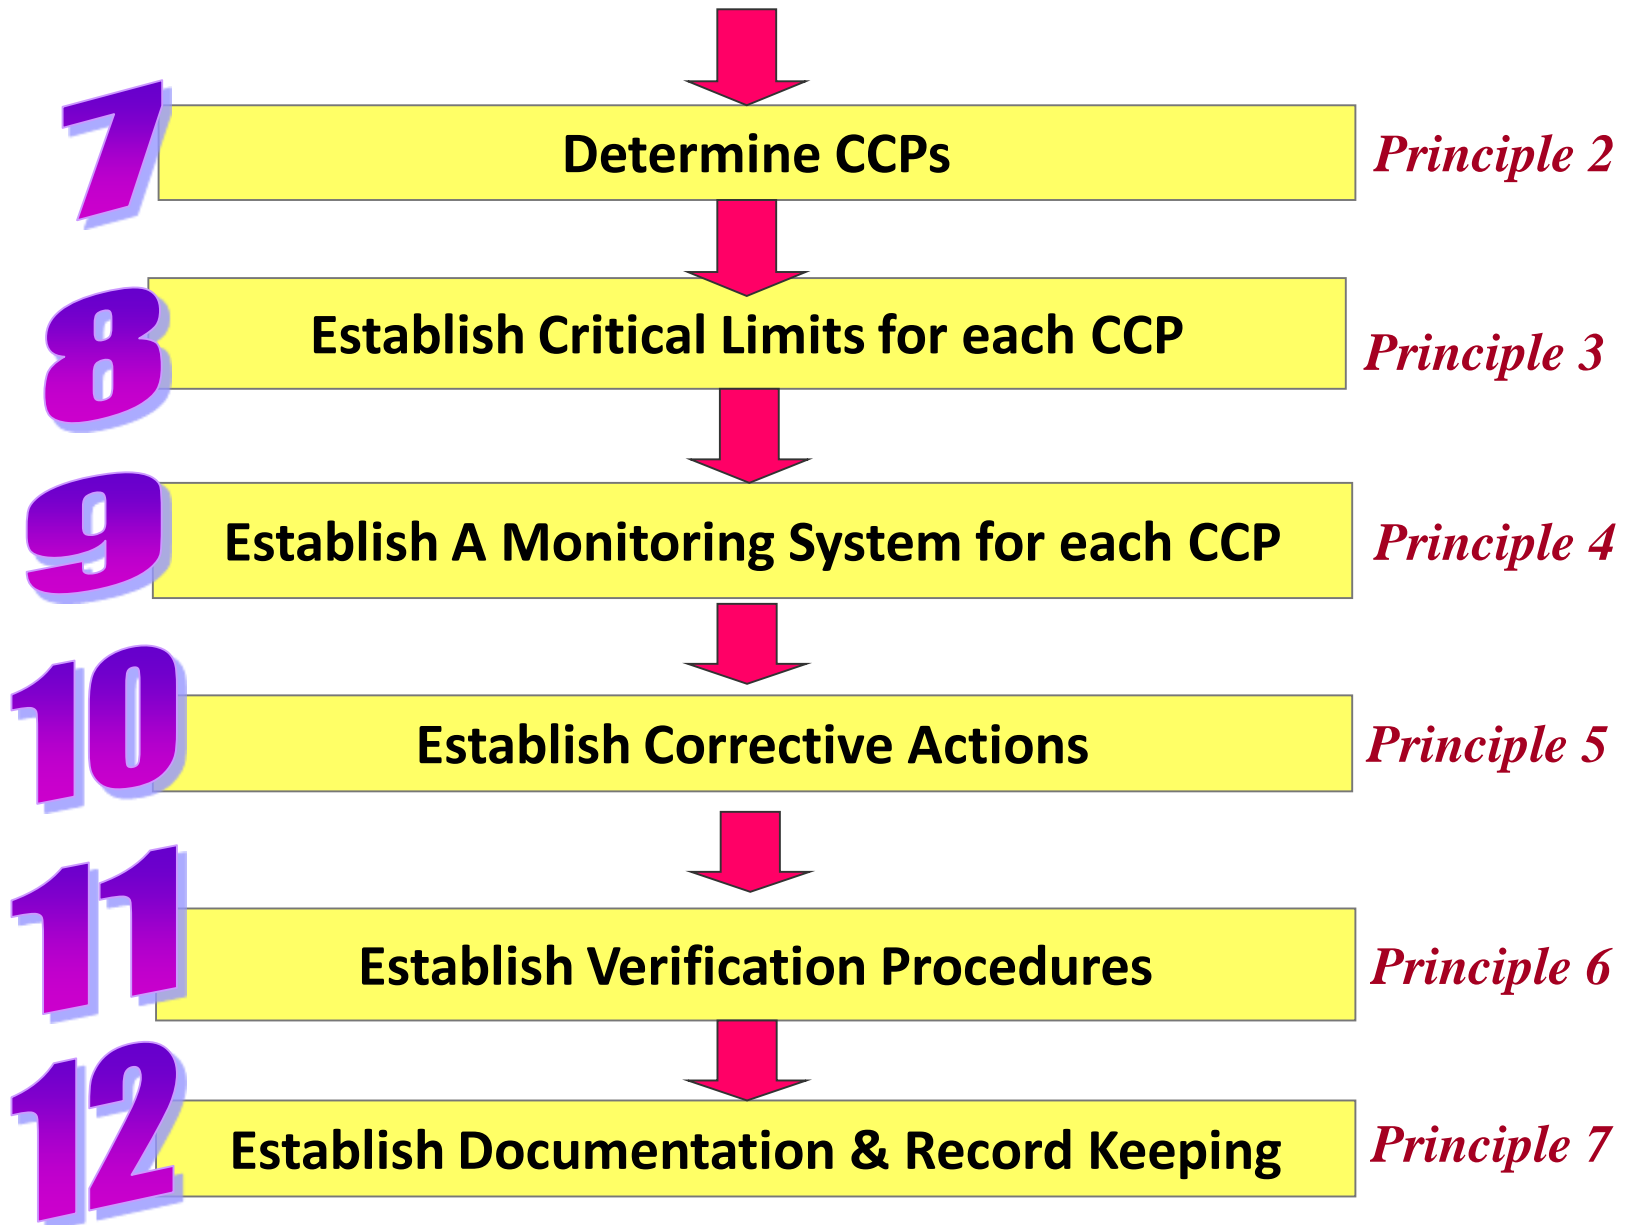 7
Determine CCPs
Principle 2
8
Establish Critical Limits for each CCP
Principle 3
9
Establish A Monitoring System for each CCP
Principle 4
10
Establish Corrective Actions
Principle 5
11
Establish Verification Procedures
Principle 6
12
Establish Documentation & Record Keeping
Principle 7